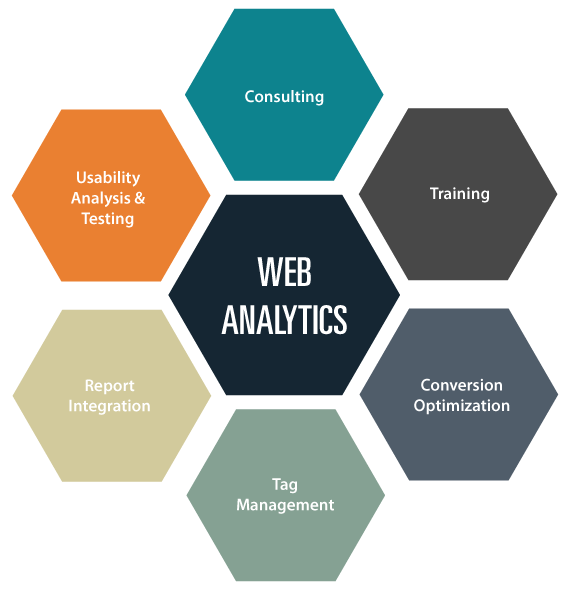 Consulting
Usability
Analysis &
Testing
Training
WEB
ANALYTICS
Report
Integration
Conversion
Optimization
Tag
Management